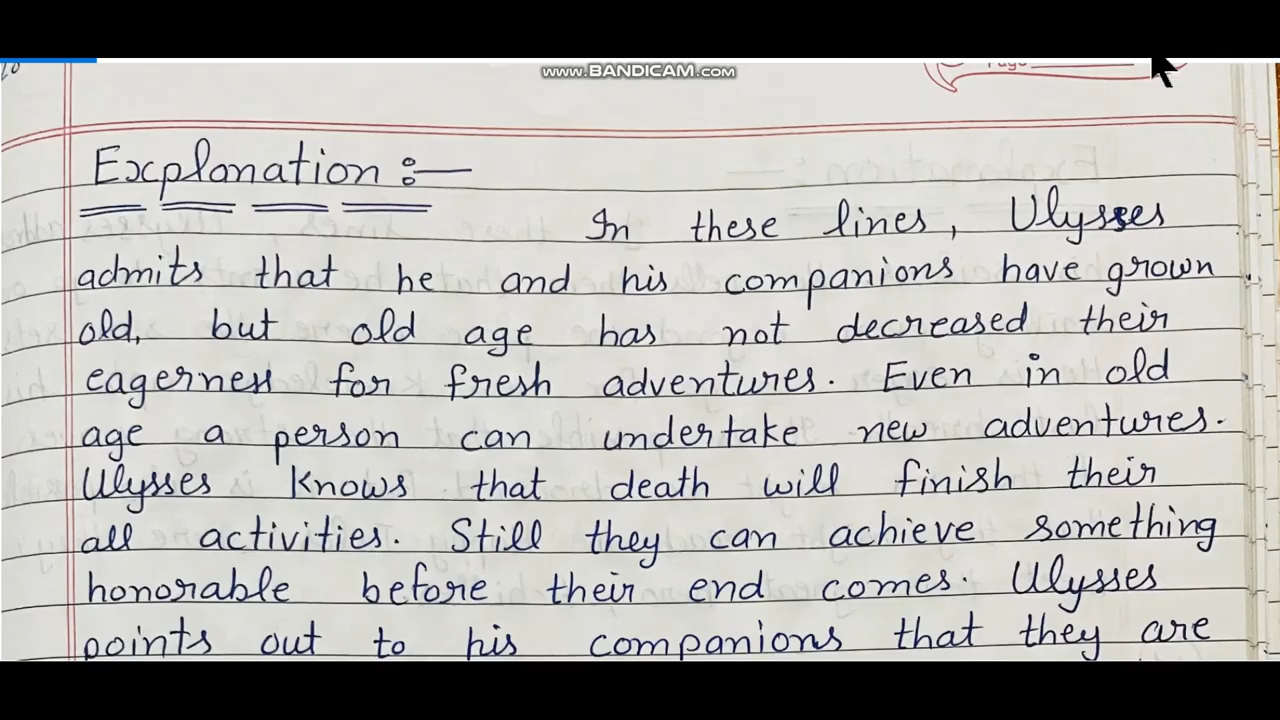 www.BANDICAM.com
Page
Explanation :—
In these lines, Ulysses
admits that he and his companions have grown
old, but old age has not decreased their
eagerness for fresh adventures. Even in old
age a person can undertake new adventures.
Ulysses knows that death will finish their
all activities. Still they can achieve something
honorable before their end comes. Ulysses
points out to his companions that they are